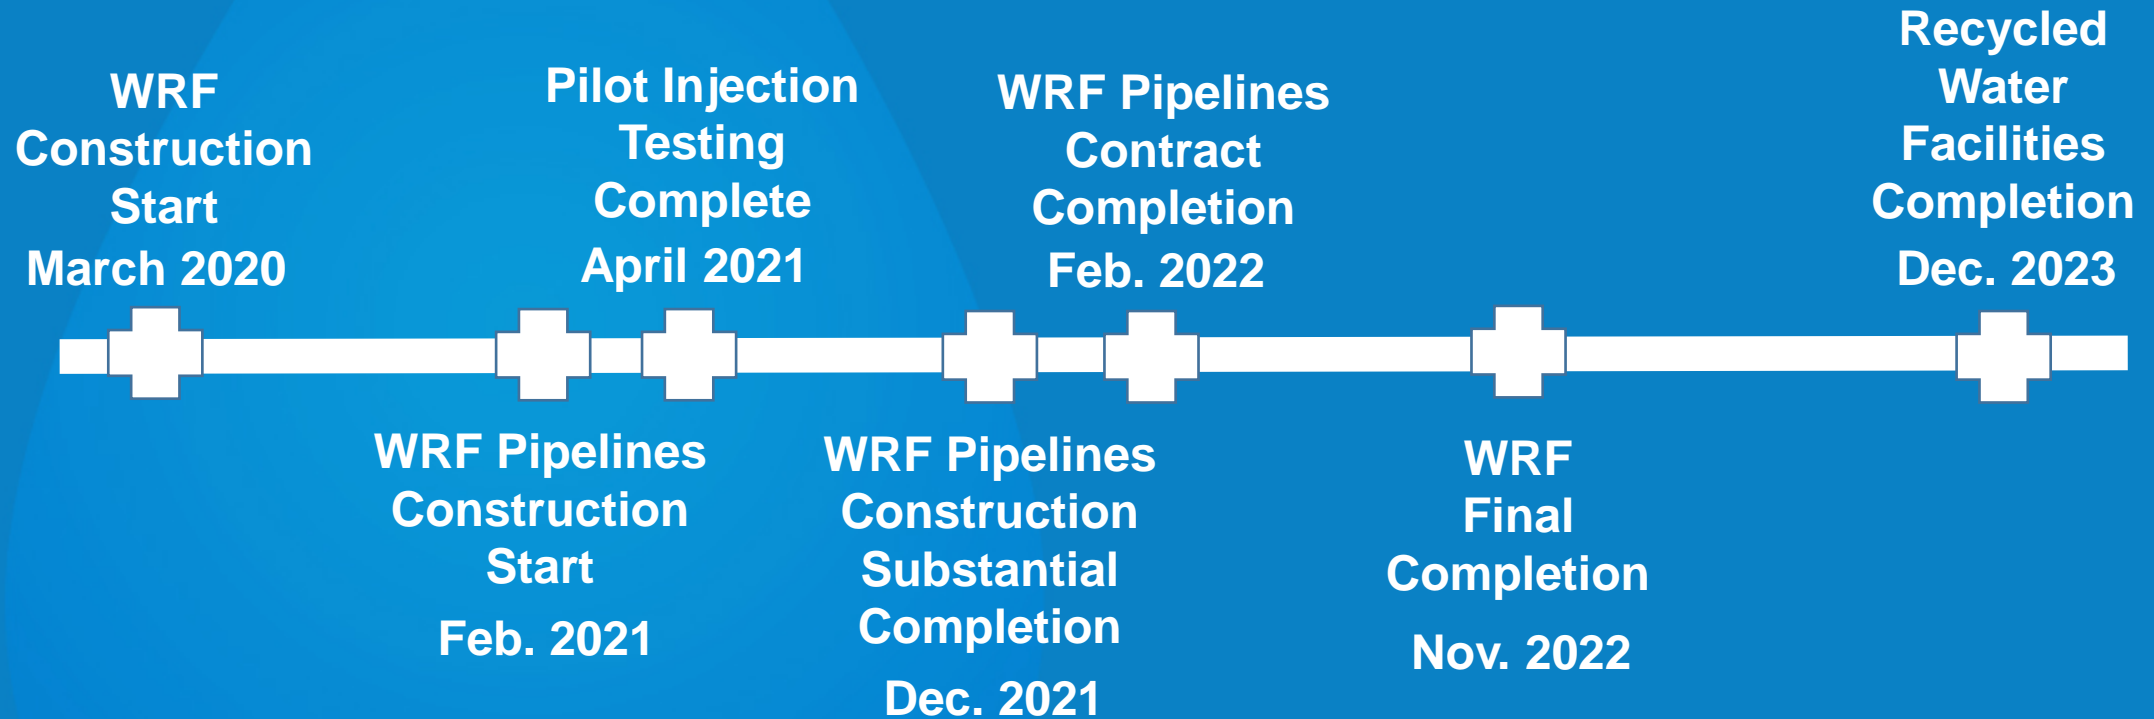 WRF
Construction
Start
March 2020
WRF Pipelines
Construction
Start
Feb. 2021
Pilot Injection
Testing
Complete
April 2021
WRF Pipelines
Construction
Substantial
Completion
Dec. 2021
WRF Pipelines
Contract
Completion
Feb. 2022
WRF
Final
Completion
Nov. 2022
Recycled
Water
Facilities
Completion
Dec. 2023